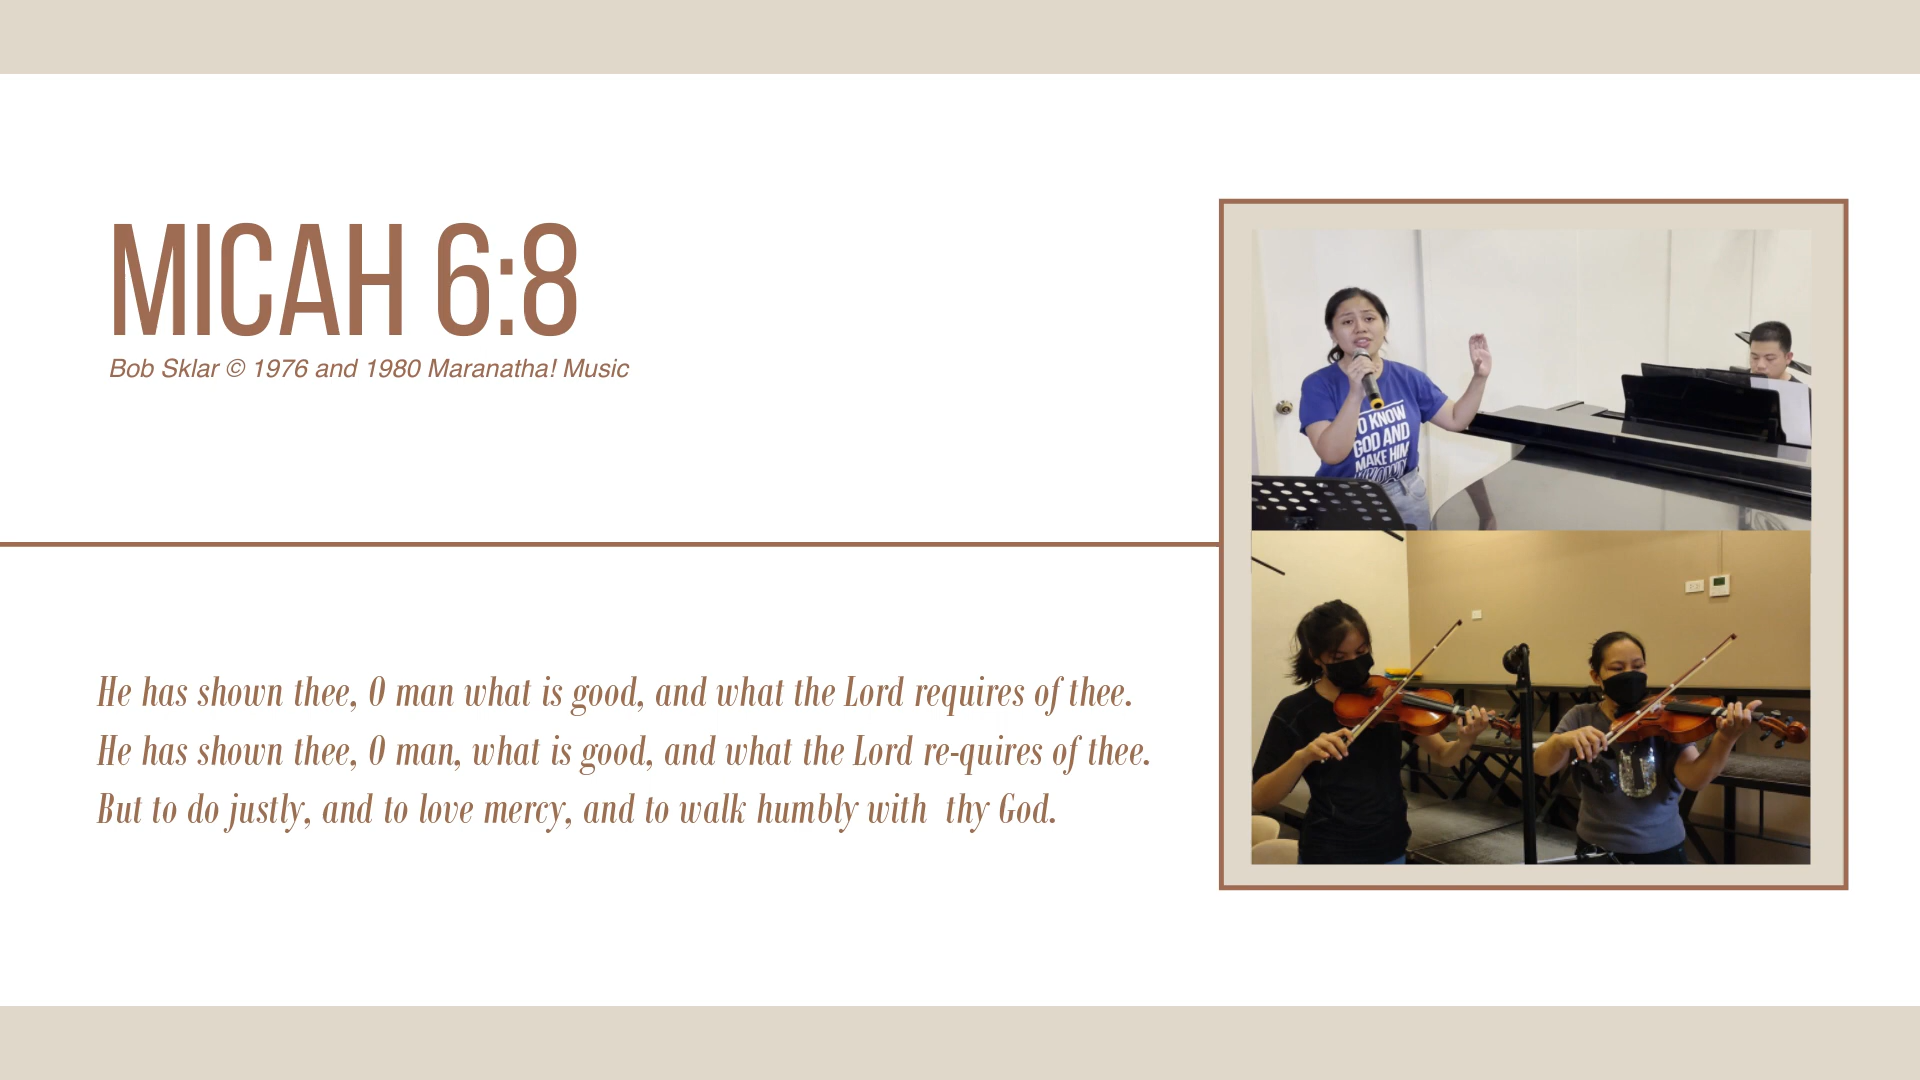 MICAH 6:8
Bob Sklar © 1976 and 1980 Maranatha! Music
He has shown thee, O man what is good, and what the Lord requires of thee.
He has shown thee, O man, what is good, and what the Lord re-quires of thee.
But to do justly, and to love mercy, and to walk humbly with thy God.
TO KNOW
GOD AND
MAKE HIM
KNOWN